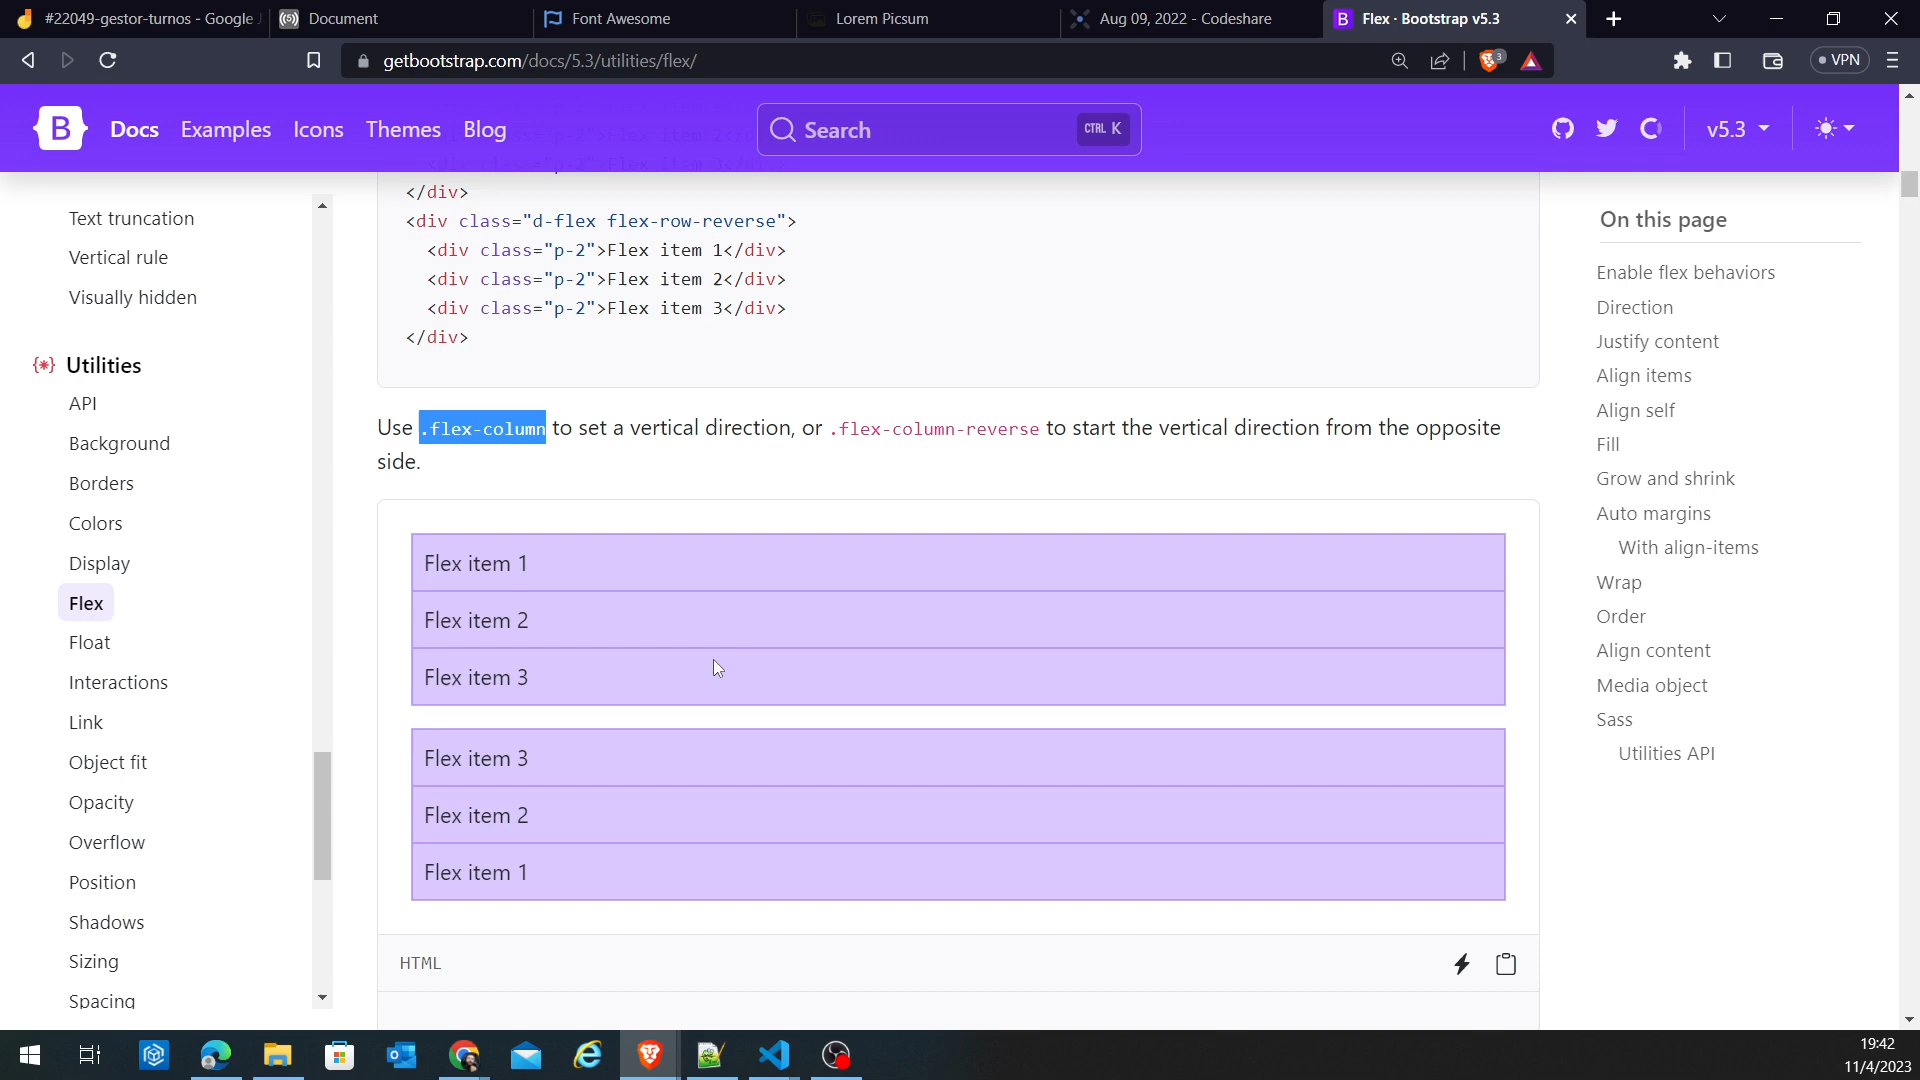 #22049-gestor-turnos - Google
Document
Font Awesome
Lorem Picsum
Aug 09, 2022 - Codeshare
Flex · Bootstrap v5.3
getbootstrap.com/docs/5.3/utilities/flex/
3
VPN
B
Docs
Examples
Icons
Themes
Blog
Search
CTRL K
v5.3
</div>
<div class="d-flex flex-row-reverse">
<div class="p-2">Flex item 1</div>
<div class="p-2">Flex item 2</div>
<div class="p-2">Flex item 3</div>
</div>
Text truncation
Vertical rule
Visually hidden
Utilities
API
Background
Borders
Colors
Display
Flex
Float
Interactions
Link
Object fit
Opacity
Overflow
Position
Shadows
Sizing
Spacing
Use .flex-column to set a vertical direction, or .flex-column-reverse to start the vertical direction from the opposite
side.
Flex item 1
Flex item 2
Flex item 3
Flex item 3
Flex item 2
Flex item 1
HTML
On this page
Enable flex behaviors
Direction
Justify content
Align items
Align self
Fill
Grow and shrink
Auto margins
With align-items
Wrap
Order
Align content
Media object
Sass
Utilities API
19:42
11/4/2023